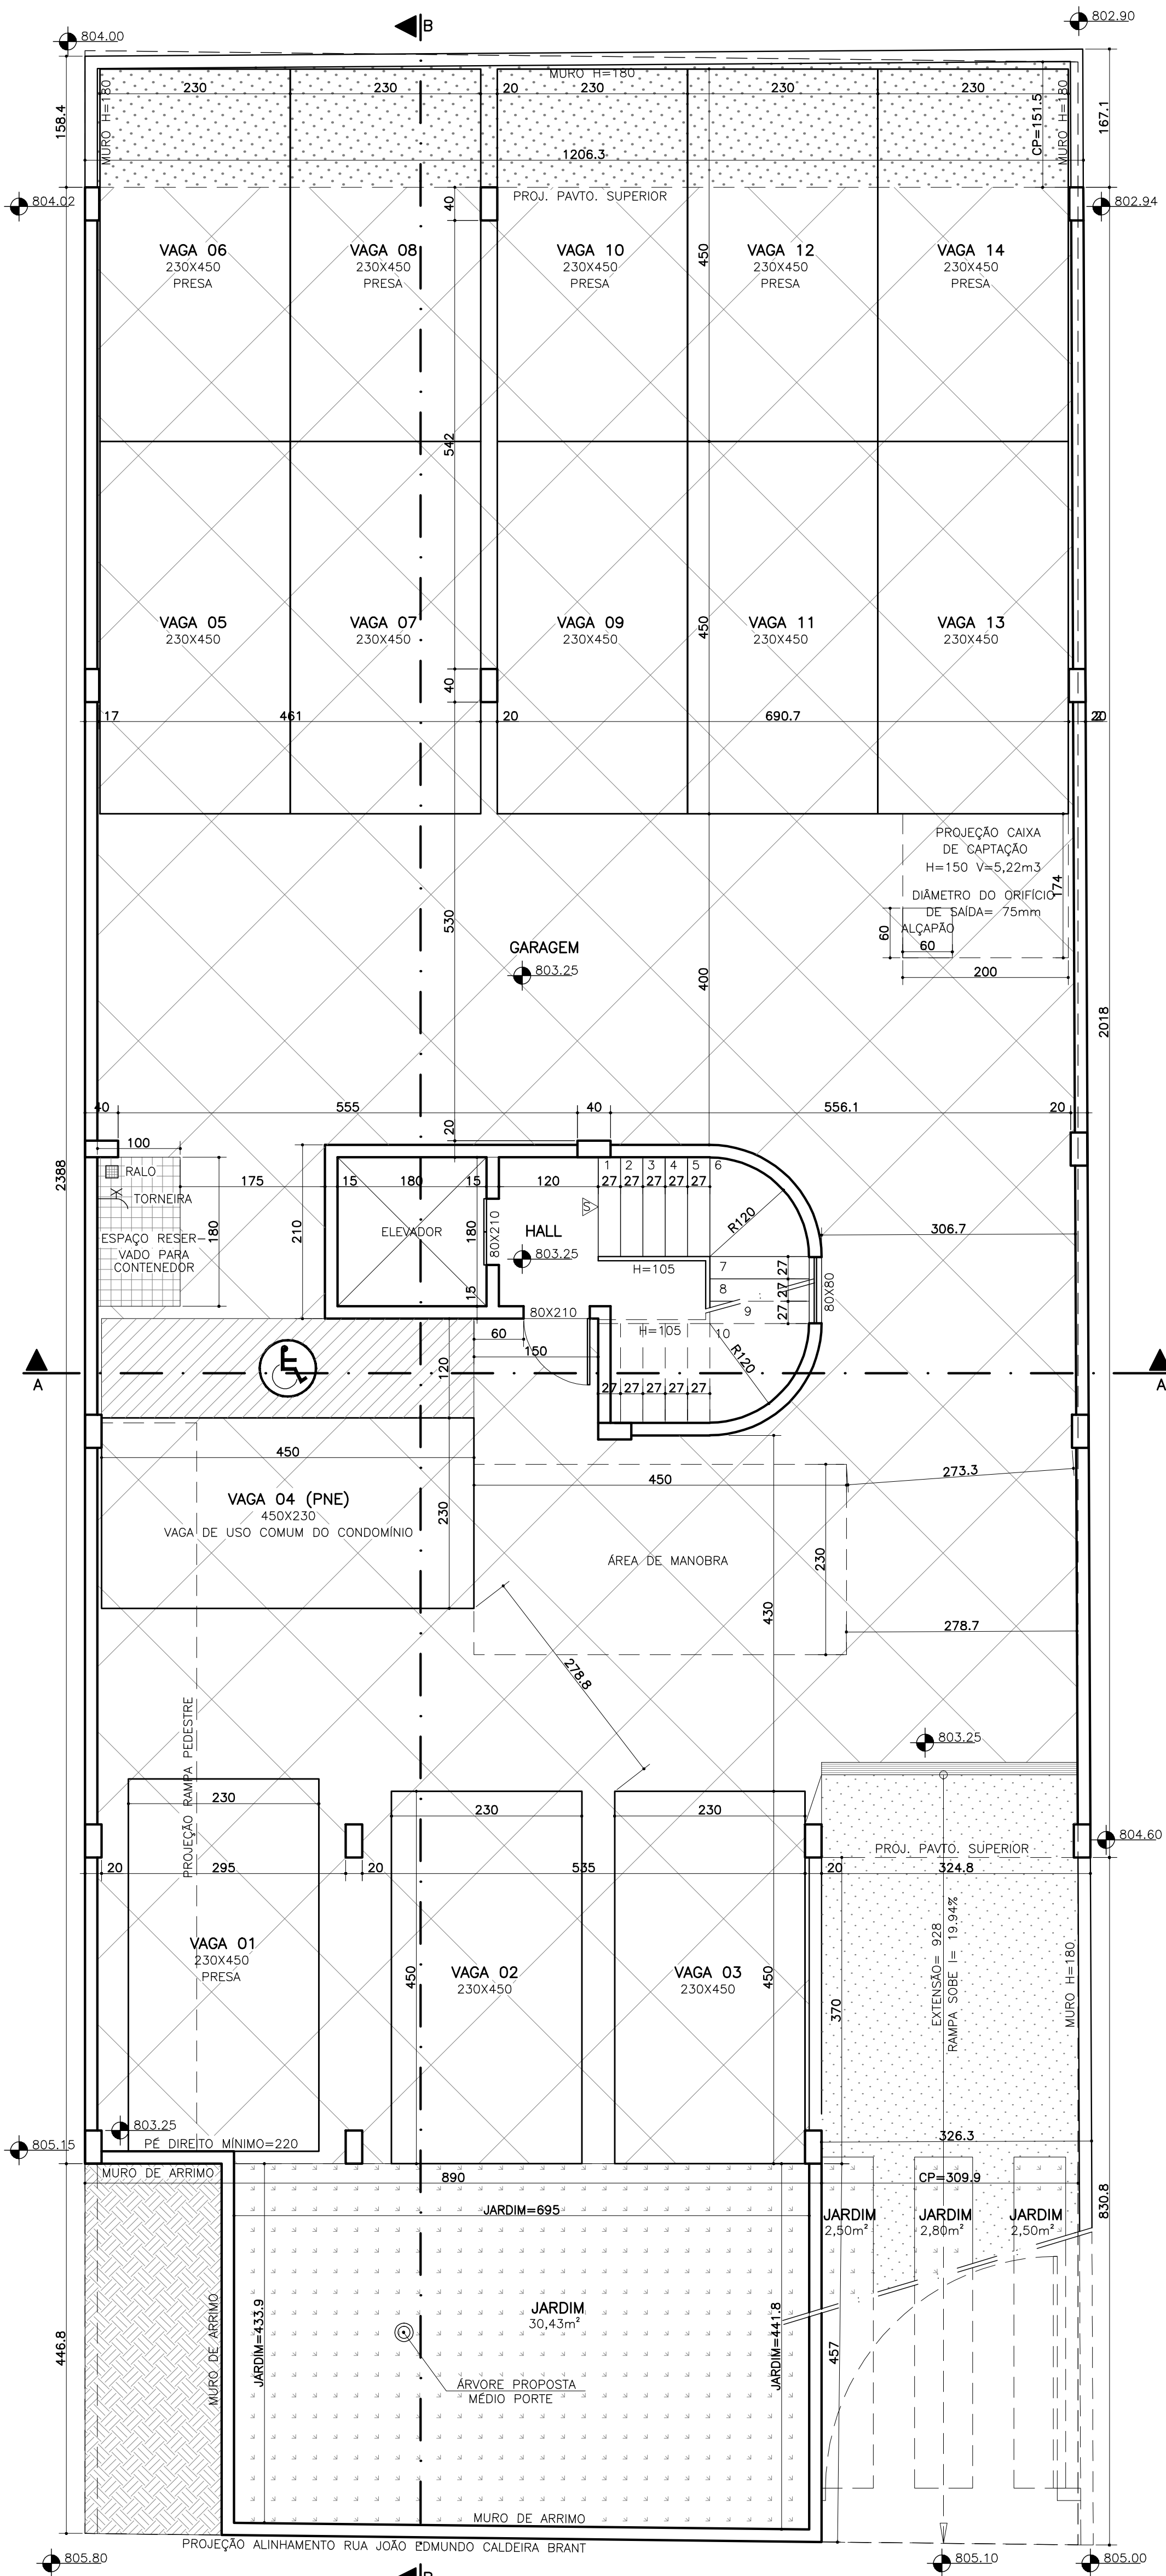 804.00
B
802.90
MURO H=180
230
230
20
230
230
230
158.4
MURO H=180
CP=151.5
MURO H=180
167.1
1206.3
804.02
40
PROJ. PAVTO. SUPERIOR
802.94
VAGA 06
230X450
PRESA
VAGA 08
230X450
PRESA
VAGA 10
230X450
PRESA
450
VAGA 12
230X450
PRESA
VAGA 14
230X450
PRESA
542
VAGA 05
230X450
VAGA 07
230X450
VAGA 09
230X450
450
VAGA 11
230X450
VAGA 13
230X450
40
17
461
20
690.7
20
PROJEÇÃO CAIXA
DE CAPTAÇÃO
H=150 V=5,22m3
DIÂMETRO DO ORIFÍCIO
DE SAÍDA= 75mm
ALÇAPÃO
174
60
60
200
530
GARAGEM
803.25
400
2018
40
555
40
556.1
20
20
2388
100
RALO
TORNEIRA
ESPAÇO RESER-
VADO PARA
CONTENEDOR
180
175
210
15
180
15
120
ELEVADOR
80X210
180
15
HALL
803.25
S
1
2
3
4
5
6
27
27
27
27
27
R120
306.7
H=105
7
8
9
10
27
27
27
80X80
80X210
H=105
60
150
R120
27
27
27
27
27
120
A
A
450
VAGA 04 (PNE)
450X230
VAGA DE USO COMUM DO CONDOMÍNIO
230
450
273.3
ÁREA DE MANOBRA
230
430
278.7
278.8
PROJEÇÃO RAMPA PEDESTRE
803.25
230
230
230
804.60
PROJ. PAVTO. SUPERIOR
20
295
20
535
20
324.8
VAGA 01
230X450
PRESA
450
VAGA 02
230X450
450
VAGA 03
230X450
370
EXTENSÃO= 928
RAMPA SOBE I= 19.94%
MURO H=180
803.25
805.15
PÉ DIREITO MÍNIMO=220
326.3
MURO DE ARRIMO
890
CP=309.9
JARDIM=695
JARDIM
2,50m²
JARDIM
2,80m²
JARDIM
2,50m²
830.8
446.8
MURO DE ARRIMO
JARDIM=433.9
JARDIM
30,43m²
JARDIM=441.8
457
ÁRVORE PROPOSTA
MÉDIO PORTE
MURO DE ARRIMO
PROJEÇÃO ALINHAMENTO RUA JOÃO EDMUNDO CALDEIRA BRANT
805.80
B
805.10
805.00